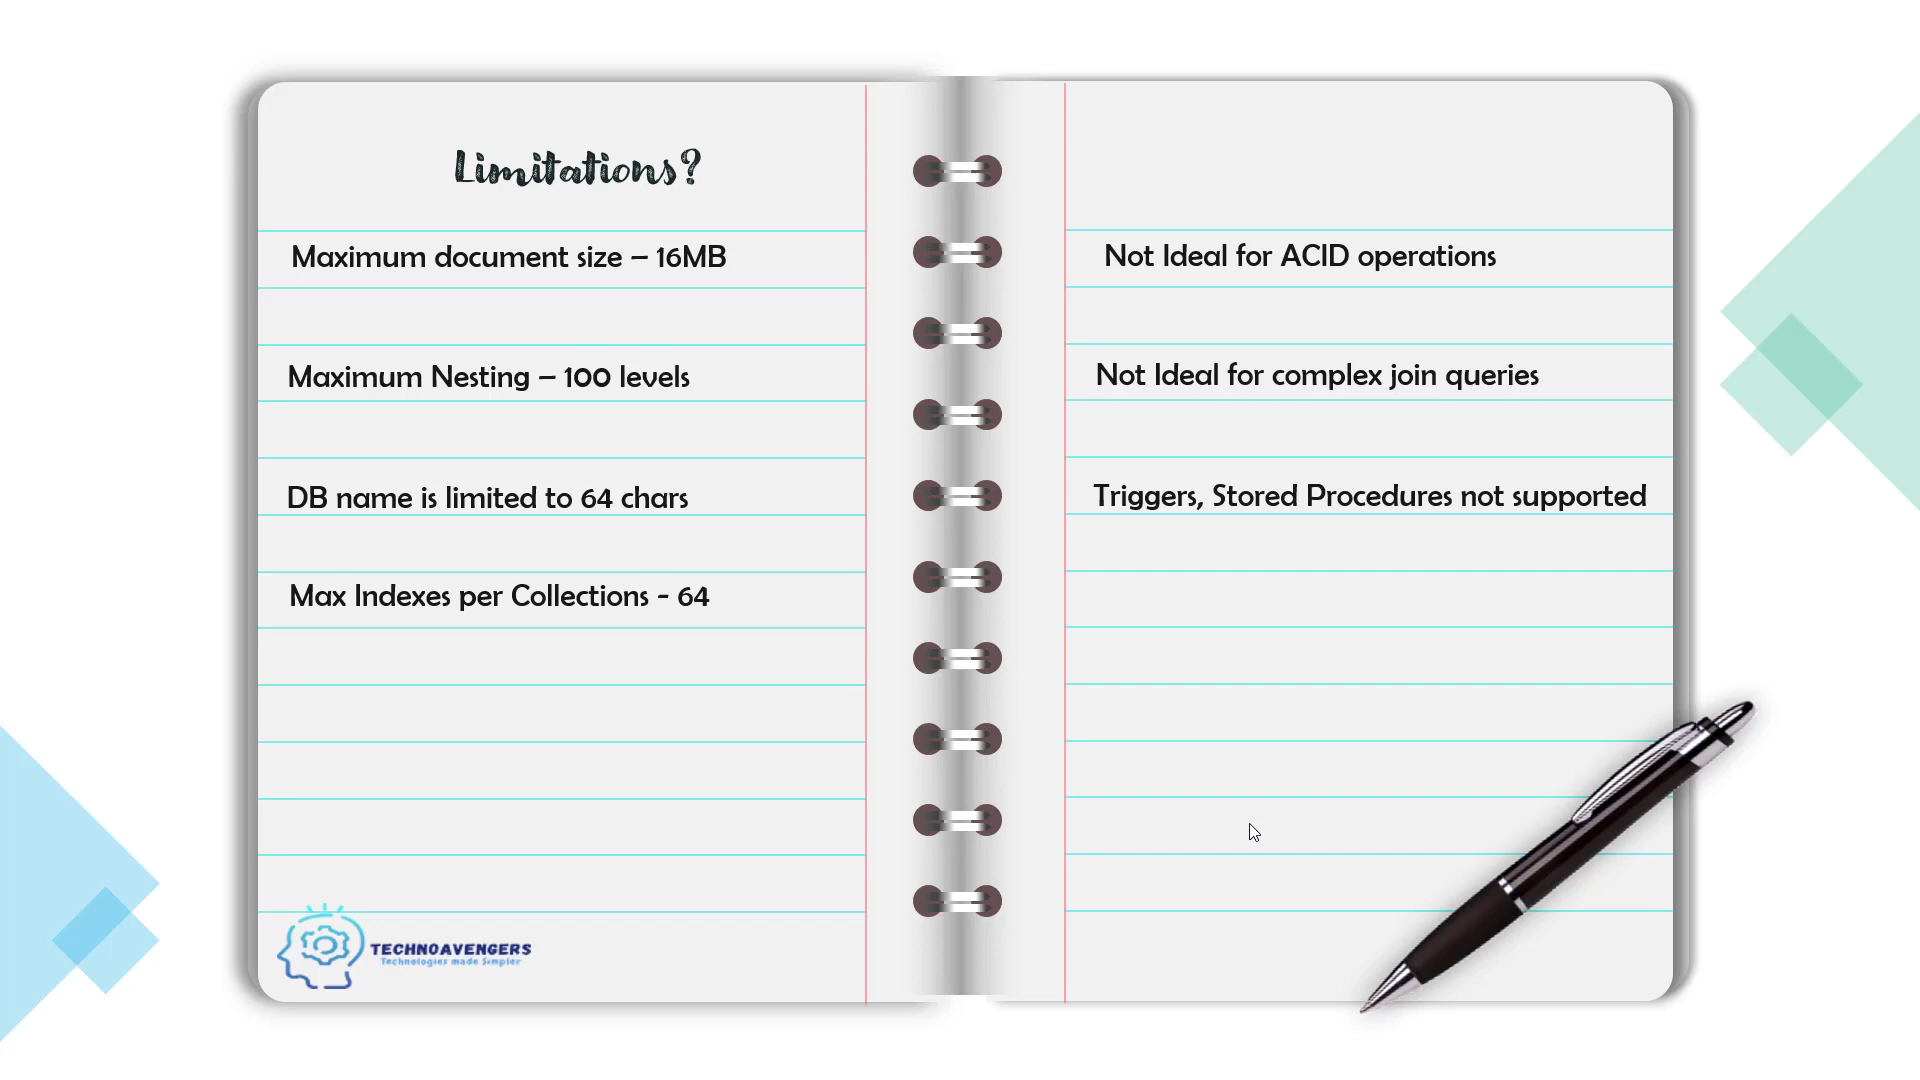 Limitations?
Maximum document size – 16MB
Maximum Nesting – 100 levels
DB name is limited to 64 chars
Max Indexes per Collections - 64
TECHNOAVENGERS
Technologies made Simpler
Not Ideal for ACID operations
Not Ideal for complex join queries
Triggers, Stored Procedures not supported